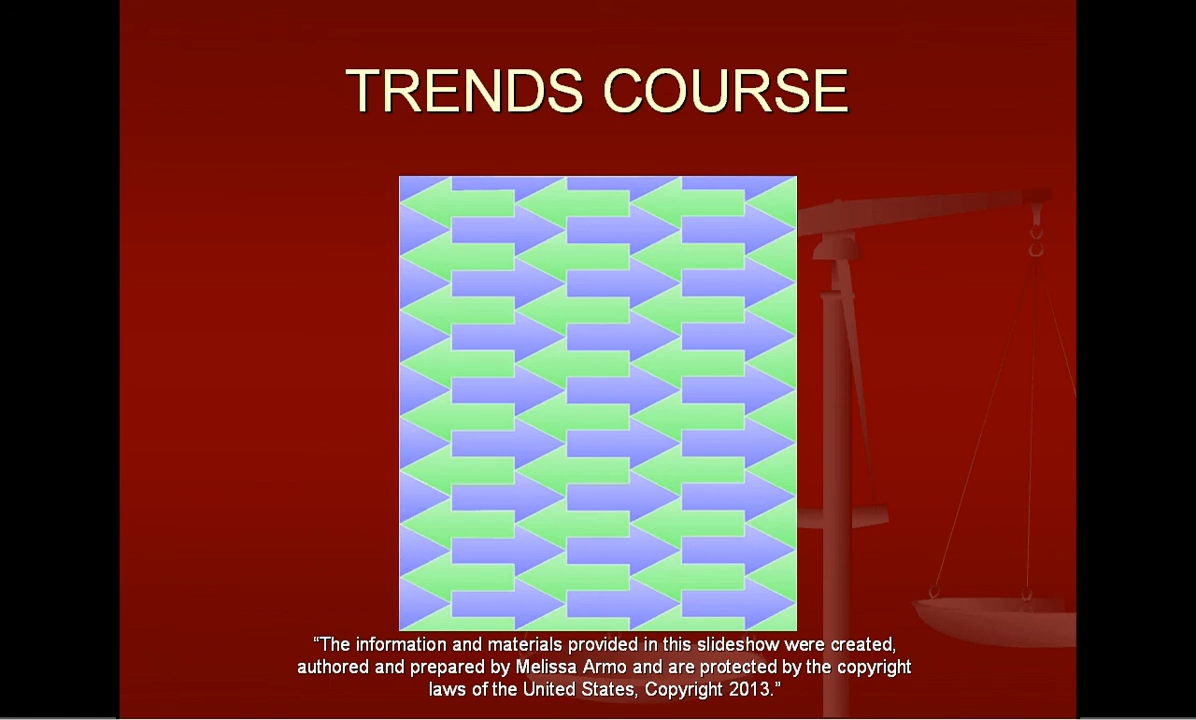 TRENDS COURSE
“The information and materials provided in this slideshow were created,
authored and prepared by Melissa Armo and are protected by the copyright
laws of the United States, Copyright 2013.”